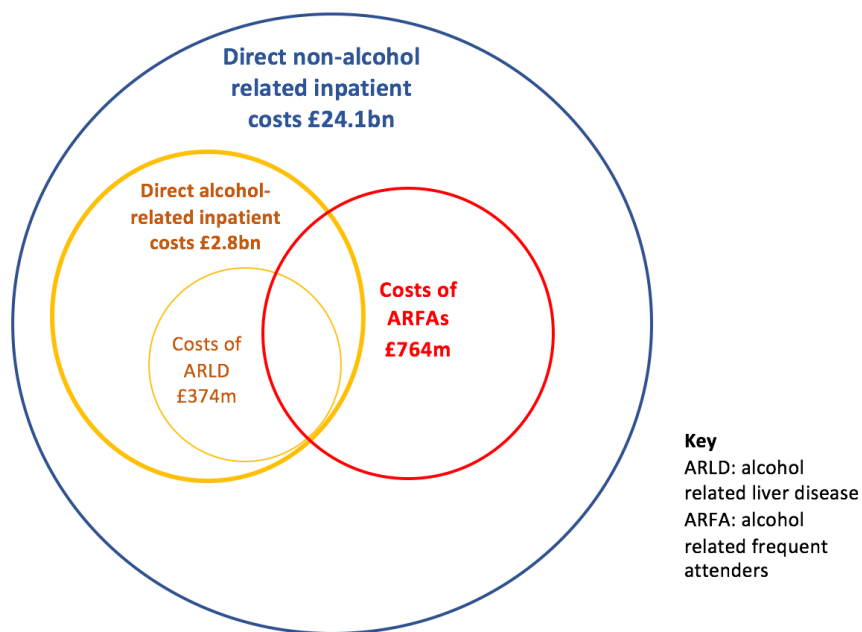 Direct non-alcohol
related inpatient
costs £24.1bn
Direct alcohol-
related inpatient
costs £2.8bn
Costs of
ARFAs
£764m
Costs of
ARLD
£374m
Key
ARLD: alcohol
related liver disease
ARFA: alcohol
related frequent
attenders